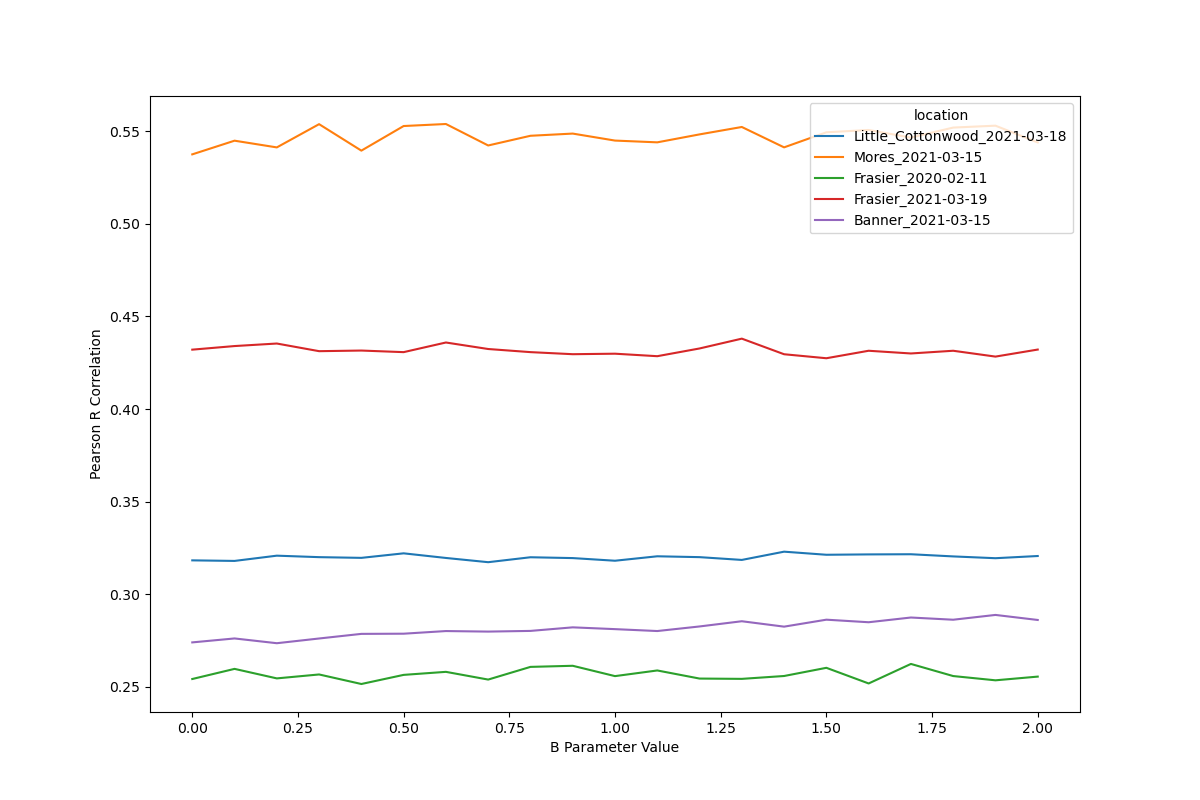 location
Little_Cottonwood_2021-03-18
Mores_2021-03-15
Frasier_2020-02-11
Frasier_2021-03-19
Banner_2021-03-15
0.55
0.50
0.45
0.40
0.35
0.30
0.25
Pearson R Correlation
0.00 0.25 0.50 0.75 1.00 1.25 1.50 1.75 2.00
B Parameter Value